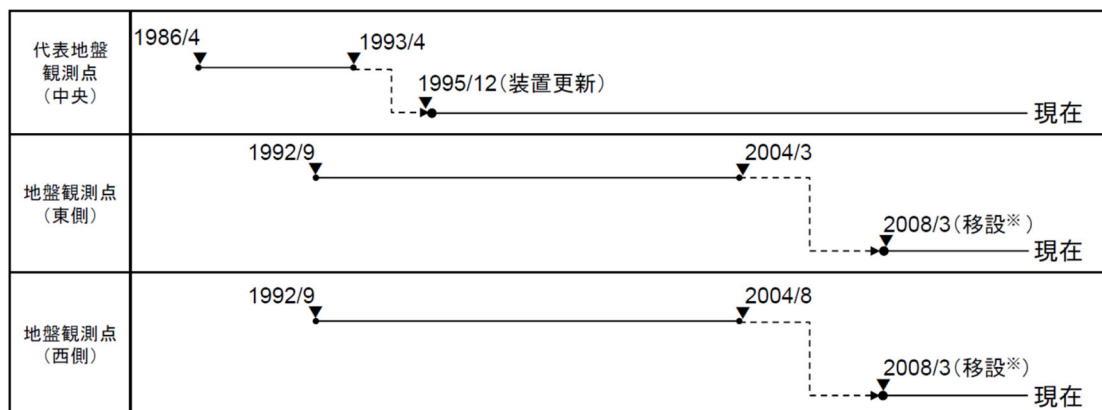 代表地盤
観測点
（中央）
1986/4
1993/4
1995/12（装置更新）
現在
地盤観測点
（東側）
1992/9
2004/3
2008/3（移設※）
現在
地盤観測点
（西側）
1992/9
2004/8
2008/3（移設※）
現在